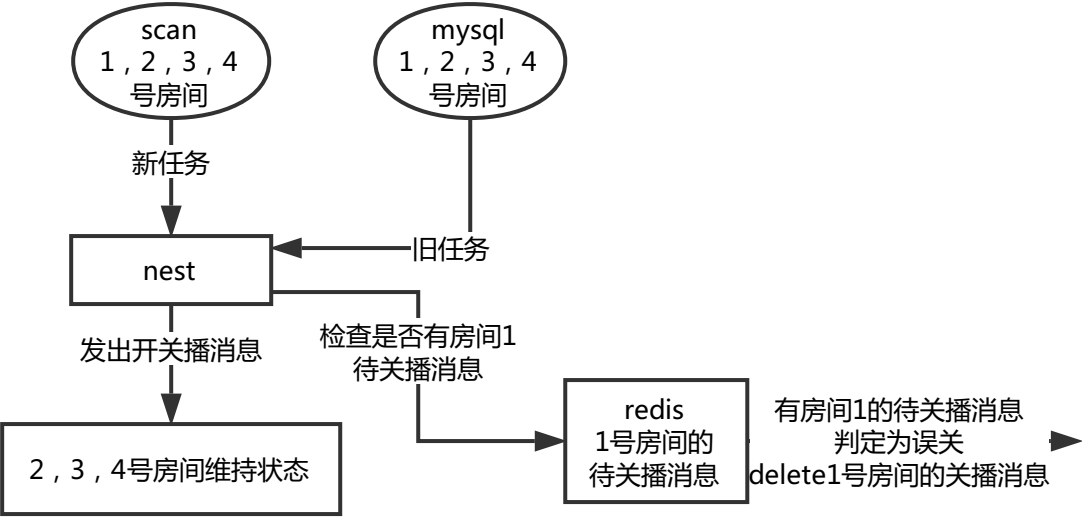 scan
1，2，3，4
号房间
mysql
1，2，3，4
号房间
新任务
旧任务
nest
发出开关播消息
检查是否有房间1
待关播消息
2，3，4号房间维持状态
redis
1号房间的
待关播消息
有房间1的待关播消息
判定为误关
delete1号房间的关播消息